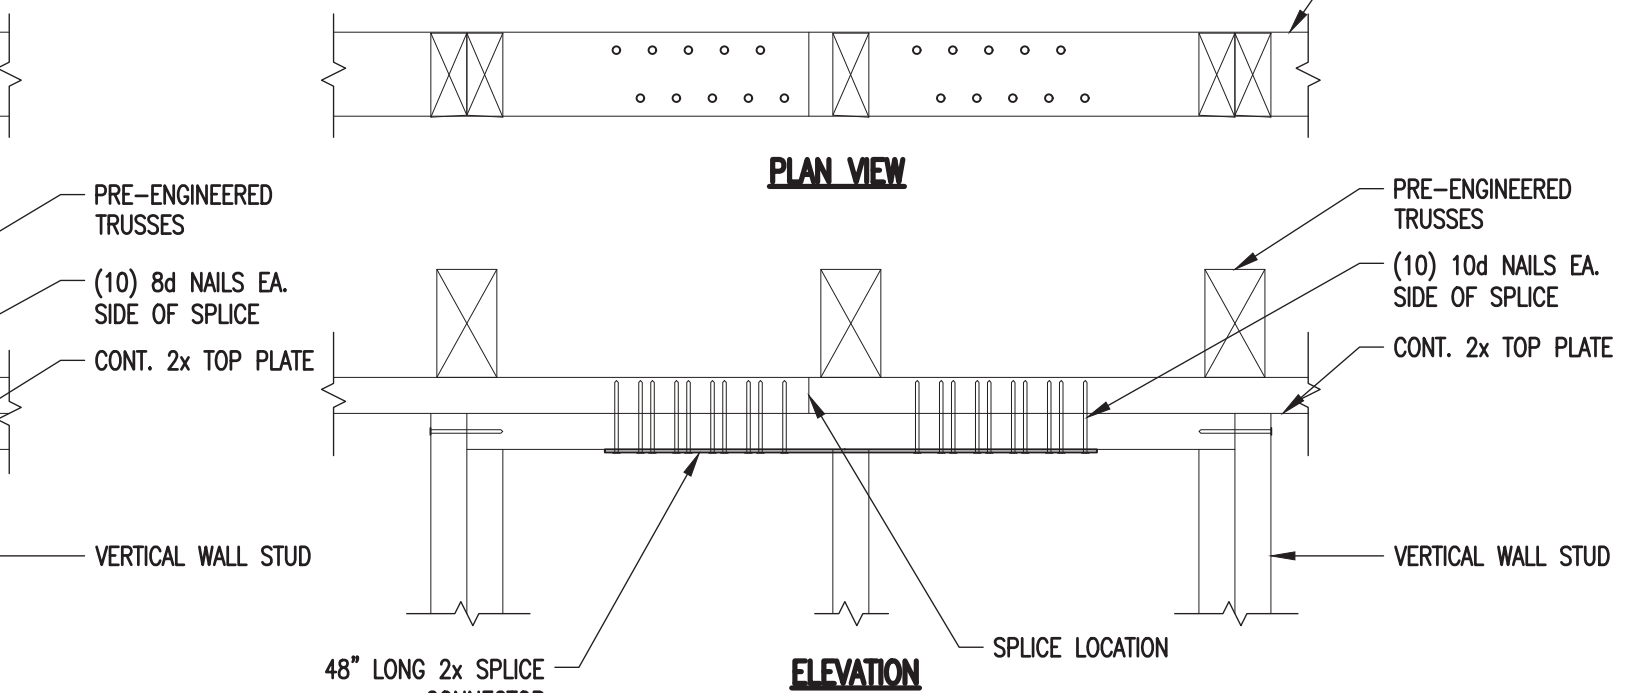 PLAN VIEW
PRE-ENGINEERED
TRUSSES
(10) 8d NAILS EA.
SIDE OF SPLICE
CONT. 2x TOP PLATE
VERTICAL WALL STUD
PRE-ENGINEERED
TRUSSES
(10) 10d NAILS EA.
SIDE OF SPLICE
CONT. 2x TOP PLATE
VERTICAL WALL STUD
SPLICE LOCATION
48” LONG 2x SPLICE
ELEVATION